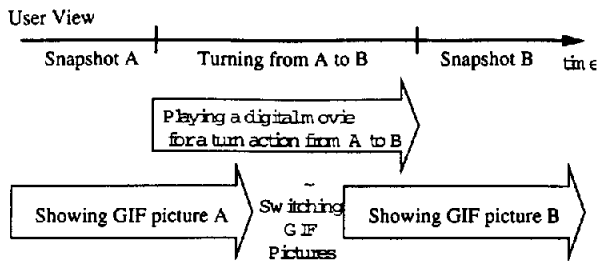 User View
Snapshot A Turning from A to B Snapshot B time
Playing a digital movie
for a turn action from A to B
Showing GIF picture A ~ Switching GIF Pictures Showing GIF picture B